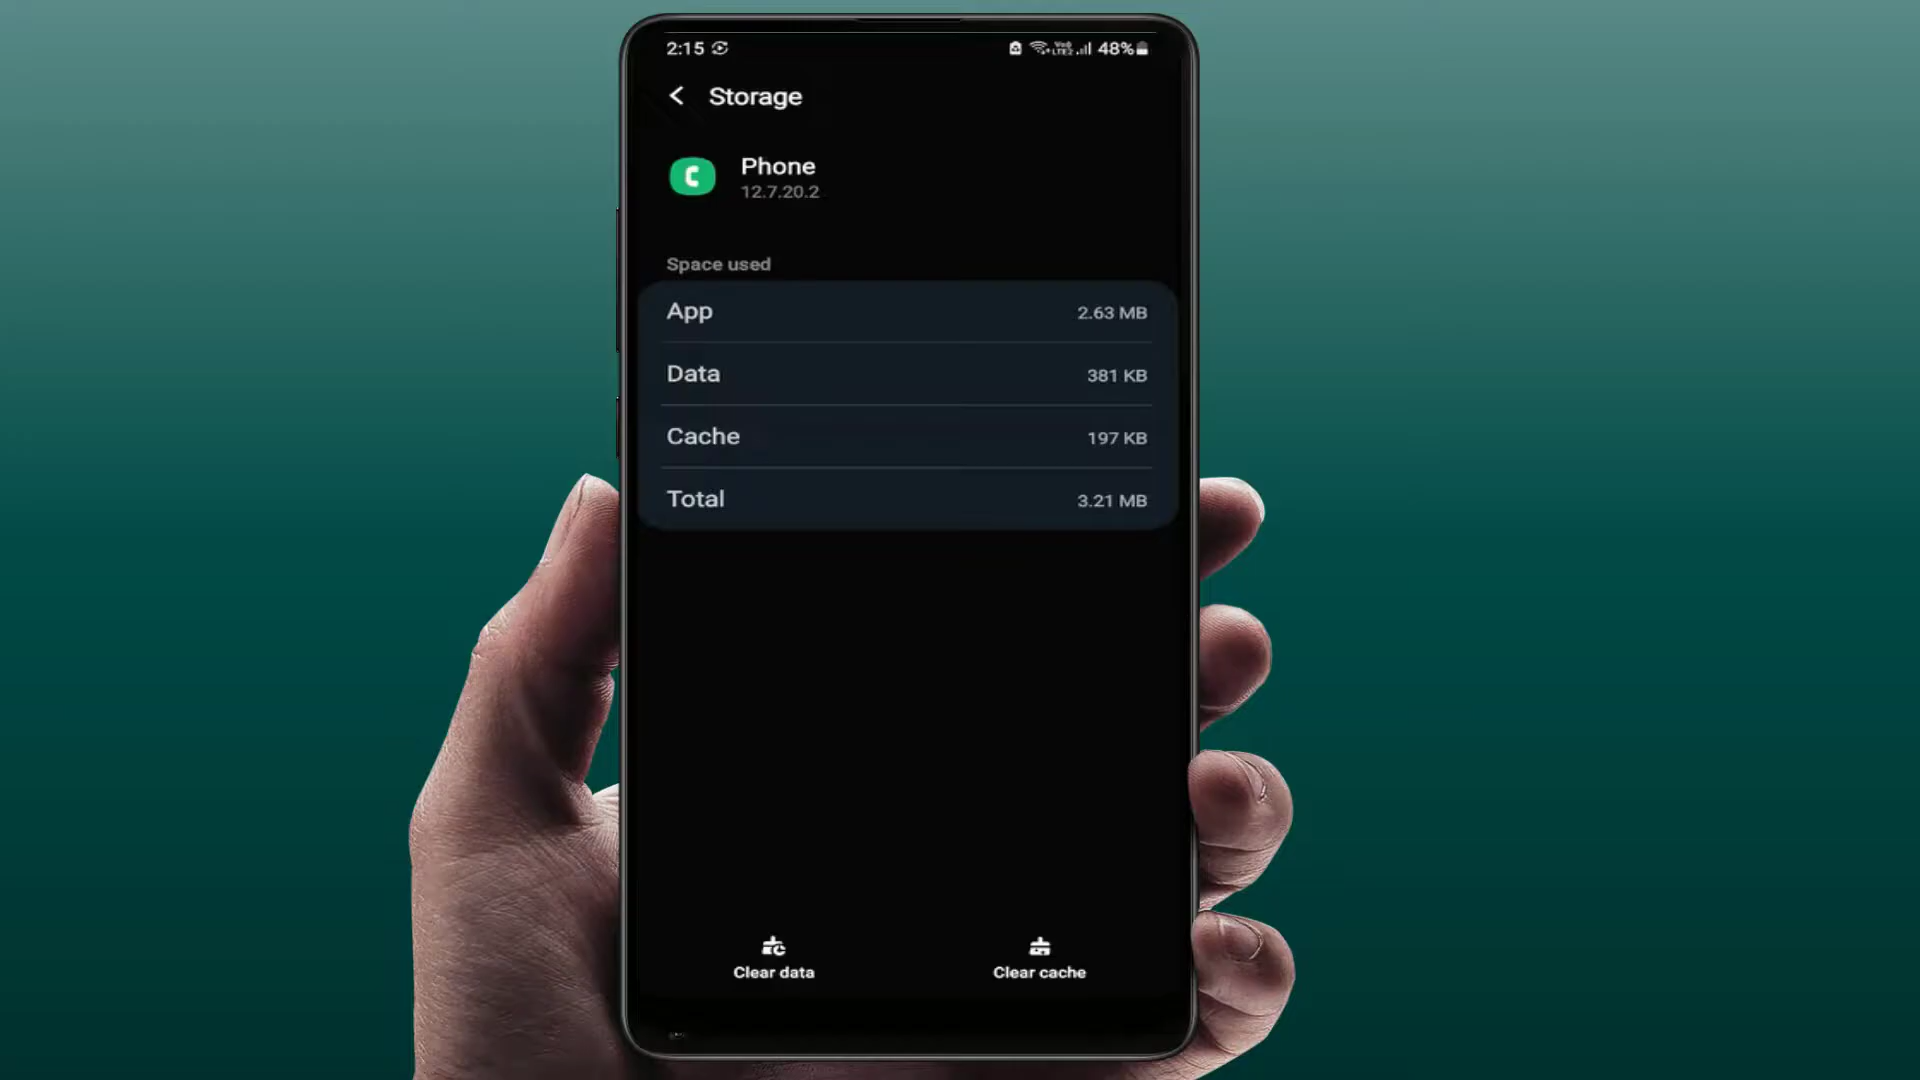 2:15
48%
Storage
Phone
12.7.20.2
Space used
App 2.63 MB
Data 381 KB
Cache 197 KB
Total 3.21 MB
Clear data Clear cache